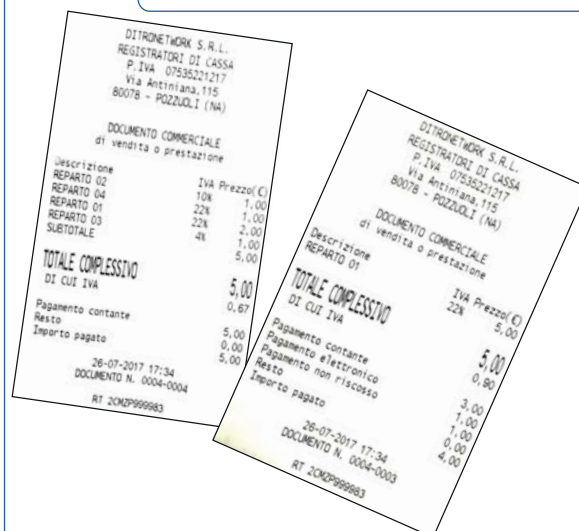 DITRONETWORK S.R.L.
REGISTRATORI DI CASSA
P.IVA 07535221217
Via Antiniana,115
80078 - POZZUOLI (NA)
DOCUMENTO COMMERCIALE
di vendita o prestazione
Descrizione IVA Prezzo(€)
REPARTO 02 10% 1,00
REPARTO 04 22% 1,00
REPARTO 01 22% 2,00
REPARTO 03 4% 1,00
SUBTOTALE 5,00
TOTALE COMPLESSIVO 5,00
DI CUI IVA 0,67
Pagamento contante 5,00
Resto 0,00
Importo pagato 5,00
26-07-2017 17:34
DOCUMENTO N. 0004-0004
RT 2CMZP999983
DITRONETWORK S.R.L.
REGISTRATORI DI CASSA
P.IVA 07535221217
Via Antiniana,115
80078 - POZZUOLI (NA)
DOCUMENTO COMMERCIALE
di vendita o prestazione
Descrizione IVA Prezzo(€)
REPARTO 01 22% 5,00
TOTALE COMPLESSIVO 5,00
DI CUI IVA 0,90
Pagamento contante 3,00
Pagamento elettronico 1,00
Pagamento non riscosso 1,00
Resto 0,00
Importo pagato 4,00
26-07-2017 17:34
DOCUMENTO N. 0004-0003
RT 2CMZP999983